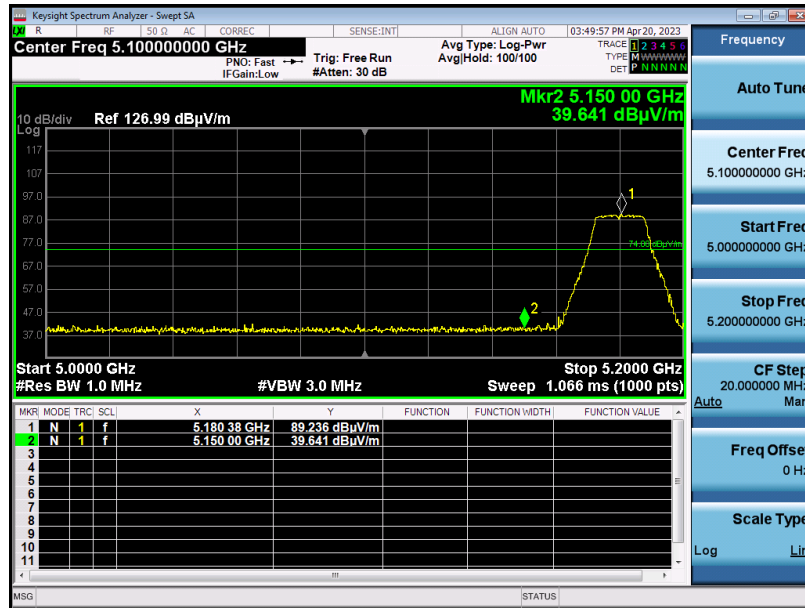 Keysight Spectrum Analyzer - Swept SA
R RF 50 Ω AC CORREC SENSE:INT ALIGN AUTO 03:49:57 PM Apr 20, 2023
Center Freq 5.100000000 GHz
PNO: Fast
IFGain:Low
Trig: Free Run
#Atten: 30 dB
Avg Type: Log-Pwr
Avg|Hold: 100/100
TRACE 1 2 3 4 5 6
TYPE M WWWWW
DET P N N N N N
Mkr2 5.150 00 GHz
39.641 dBµV/m
10 dB/div Ref 126.99 dBµV/m
Log
117
107
97.0
87.0
77.0
67.0
57.0
47.0
37.0
1
74.00 dBµV/m
2
Start 5.0000 GHz Stop 5.2000 GHz
#Res BW 1.0 MHz #VBW 3.0 MHz Sweep 1.066 ms (1000 pts)
MKR MODE TRC SCL X Y FUNCTION FUNCTION WIDTH FUNCTION VALUE
1 N 1 f 5.180 38 GHz 89.236 dBµV/m
2 N 1 f 5.150 00 GHz 39.641 dBµV/m
3
4
5
6
7
8
9
10
11
MSG STATUS
Frequency
Auto Tune
Center Freq
5.100000000 GHz
Start Freq
5.000000000 GHz
Stop Freq
5.200000000 GHz
CF Step
20.000000 MHz
Auto Man
Freq Offset
0 Hz
Scale Type
Log Lin